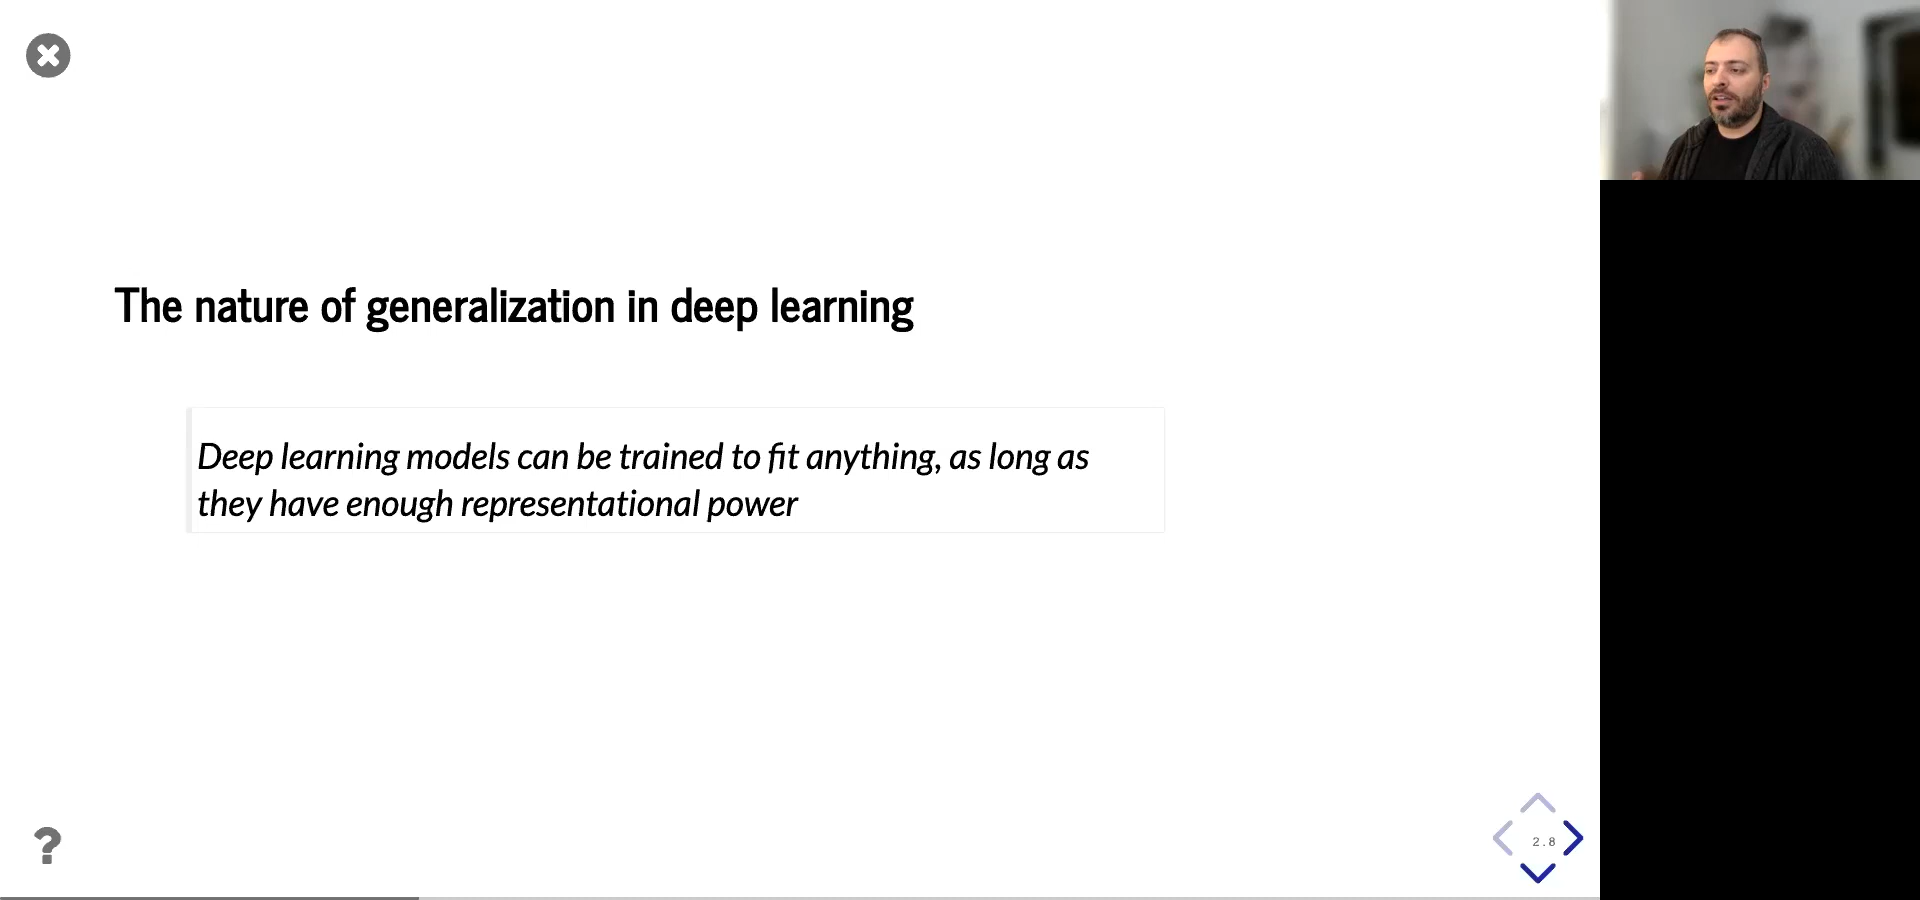 The nature of generalization in deep learning
Deep learning models can be trained to fit anything, as long as
they have enough representational power
?
2.8